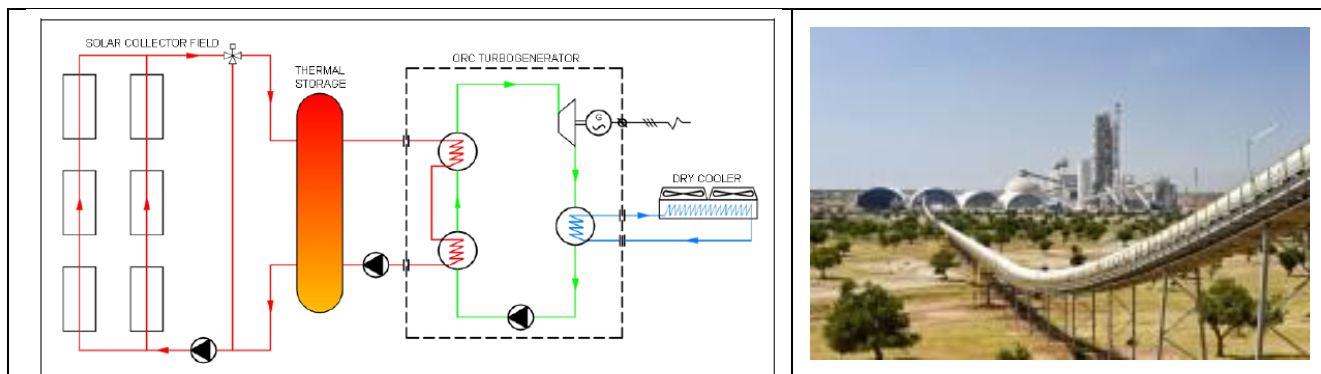 SOLAR COLLECTOR FIELD
THERMAL
STORAGE
ORC TURBOGENERATOR
G
DRY COOLER